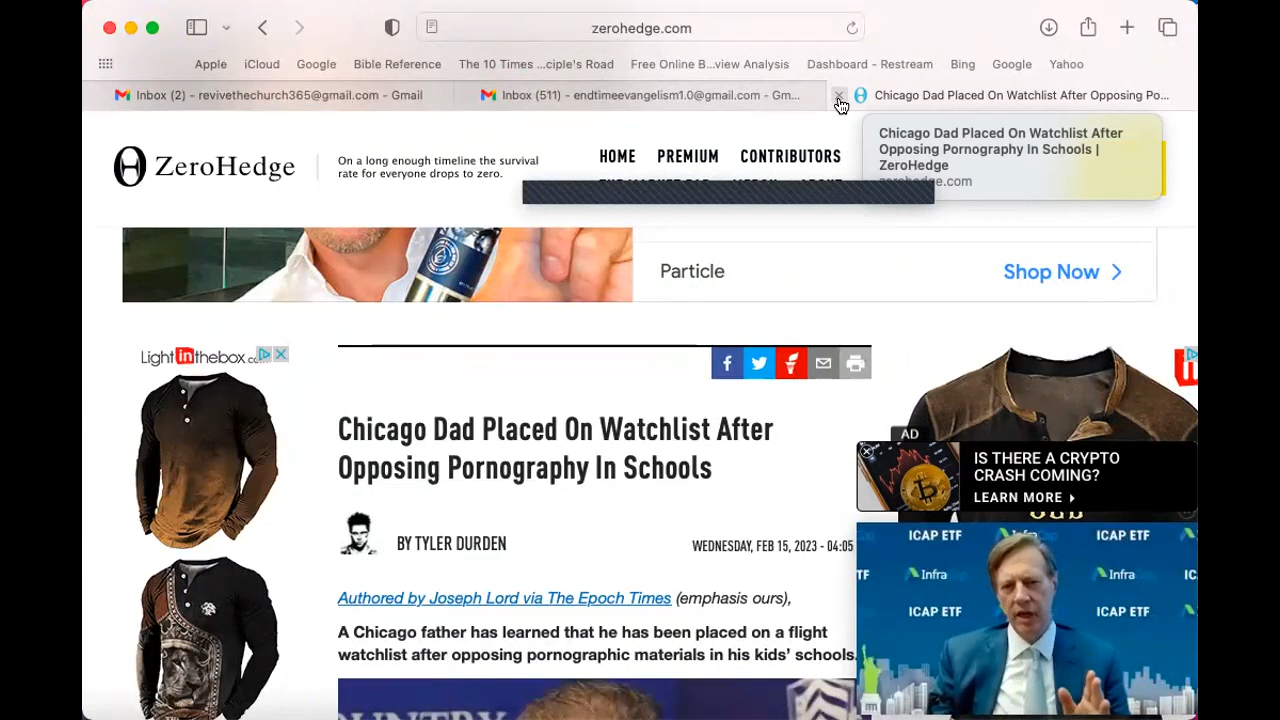 zerohedge.com
Apple iCloud Google Bible Reference The 10 Times ...ciple's Road Free Online B...view Analysis Dashboard - Restream Bing Google Yahoo
Inbox (2) - revivethechurch365@gmail.com - Gmail
Inbox (511) - endtimeevangelism1.0@gmail.com - Gm...
Chicago Dad Placed On Watchlist After Opposing Po...
Chicago Dad Placed On Watchlist After
Opposing Pornography In Schools |
ZeroHedge
zerohedge.com
ZeroHedge
On a long enough timeline the survival
rate for everyone drops to zero.
HOME PREMIUM CONTRIBUTORS
Particle
Shop Now
Light in the box.c
Chicago Dad Placed On Watchlist After
Opposing Pornography In Schools
BY TYLER DURDEN
WEDNESDAY, FEB 15, 2023 - 04:05
Authored by Joseph Lord via The Epoch Times (emphasis ours),
A Chicago father has learned that he has been placed on a flight
watchlist after opposing pornographic materials in his kids' schools.
AD
IS THERE A CRYPTO
CRASH COMING?
LEARN MORE
ICAP ETF InfraCap ICAP ETF
Infra Infra
ICAP ETF ICAP ETF